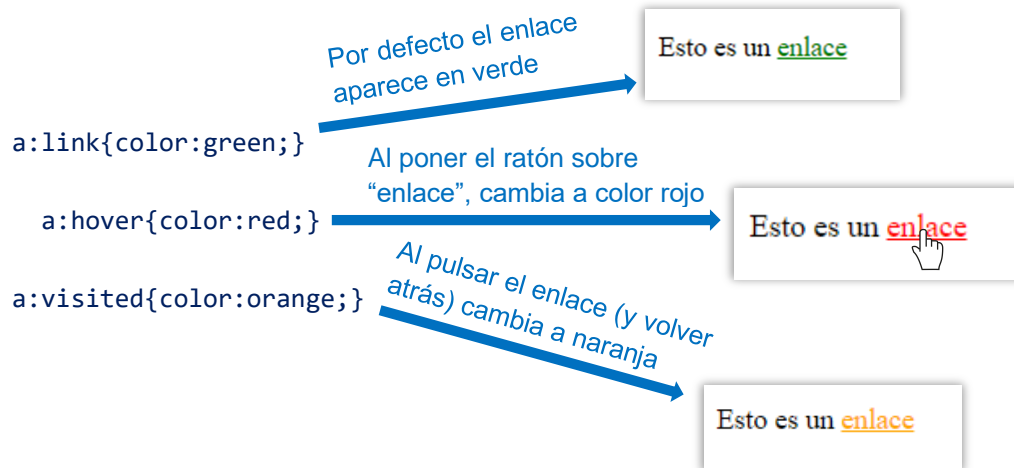 Por defecto el enlace
aparece en verde
Esto es un enlace
a:link{color:green;}
Al poner el ratón sobre
“enlace”, cambia a color rojo
a:hover{color:red;}
Esto es un enlace
a:visited{color:orange;}
Al pulsar el enlace (y volver
atrás) cambia a naranja
Esto es un enlace